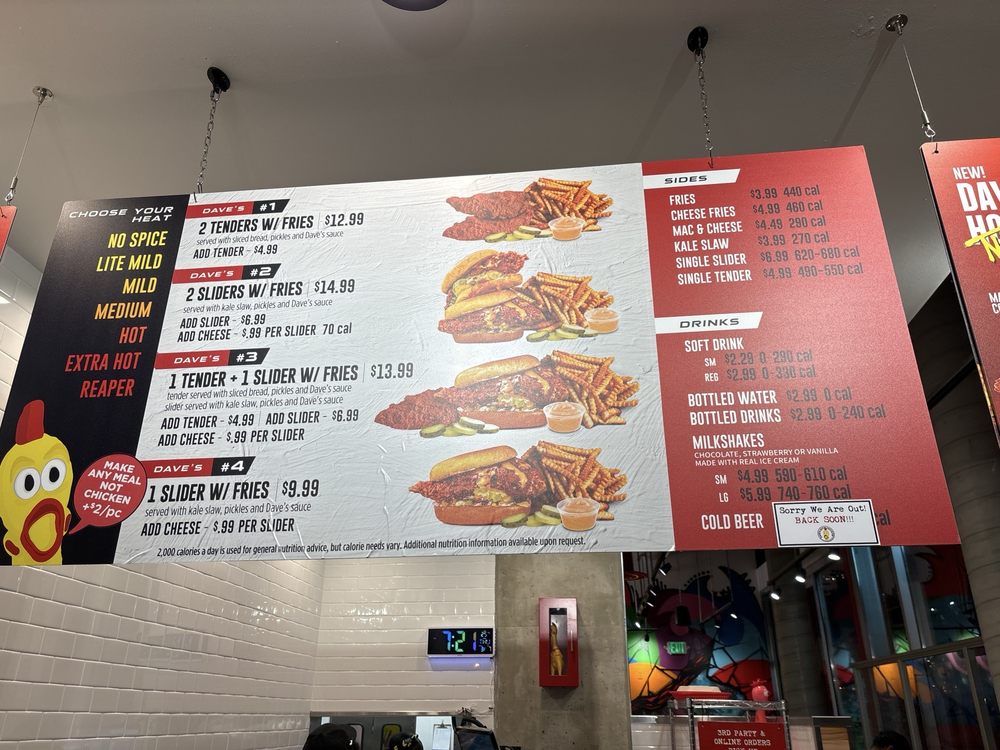 CHOOSE YOUR
HEAT
NO SPICE
LITE MILD
MILD
MEDIUM
HOT
EXTRA HOT
REAPER
MAKE
ANY MEAL
NOT
CHICKEN
+$2/pc
DAVE'S #1
2 TENDERS W/ FRIES $12.99
served with sliced bread, pickles and Dave's sauce
ADD TENDER - $4.99
DAVE'S #2
2 SLIDERS W/ FRIES $14.99
served with kale slaw, pickles and Dave's sauce
ADD SLIDER - $6.99
ADD CHEESE - $.99 PER SLIDER 70 cal
DAVE'S #3
1 TENDER + 1 SLIDER W/ FRIES $13.99
tender served with sliced bread, pickles and Dave's sauce
slider served with kale slaw, pickles and Dave's sauce
ADD TENDER - $4.99 ADD SLIDER - $6.99
ADD CHEESE - $.99 PER SLIDER
DAVE'S #4
1 SLIDER W/ FRIES $9.99
served with kale slaw, pickles and Dave's sauce
ADD CHEESE - $.99 PER SLIDER
2,000 calories a day is used for general nutrition advice, but calorie needs vary. Additional nutrition information available upon request.
SIDES
FRIES $3.99 440 cal
CHEESE FRIES $4.99 460 cal
MAC & CHEESE $4.49 290 cal
KALE SLAW $3.99 270 cal
SINGLE SLIDER $6.99 620-680 cal
SINGLE TENDER $4.99 490-550 cal
DRINKS
SOFT DRINK
SM $2.29 0-290 cal
REG $2.99 0-330 cal
BOTTLED WATER $2.99 0 cal
BOTTLED DRINKS $2.99 0-240 cal
MILKSHAKES
CHOCOLATE, STRAWBERRY OR VANILLA
MADE WITH REAL ICE CREAM
SM $4.99 590-610 cal
LG $5.99 740-760 cal
COLD BEER cal
Sorry We Are Out!
BACK SOON!!!
NEW!
7:21
EXIT
3RD PARTY &
ONLINE ORDERS